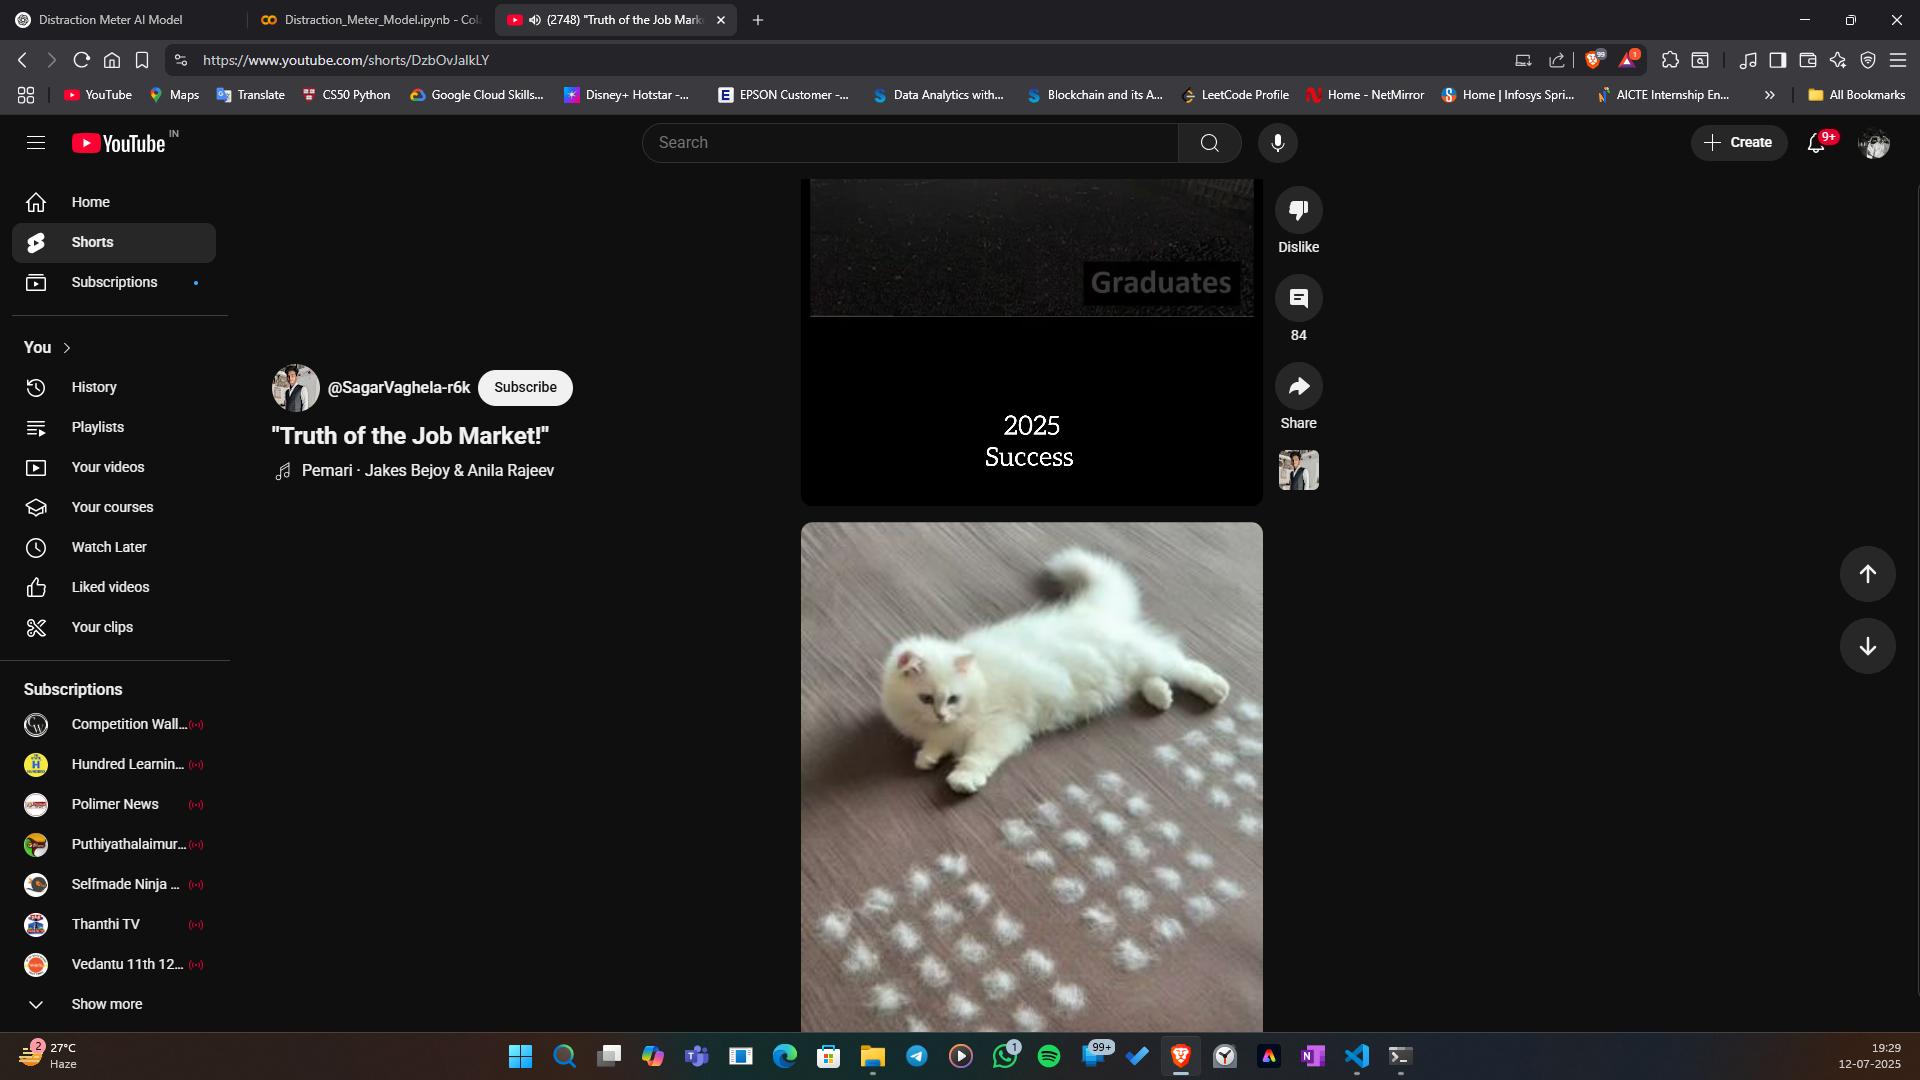 Distraction Meter AI Model
Distraction_Meter_Model.ipynb - Col
(2748) "Truth of the Job Mark
https://www.youtube.com/shorts/DzbOvJalkLY
99
1
YouTube
Maps
Translate
CS50 Python
Google Cloud Skills...
Disney+ Hotstar -...
EPSON Customer -...
Data Analytics with...
Blockchain and its A...
LeetCode Profile
Home - NetMirror
Home | Infosys Spri...
AICTE Internship En...
All Bookmarks
YouTube IN
Search
Create
9+
Home
Shorts
Subscriptions
You
History
Playlists
Your videos
Your courses
Watch Later
Liked videos
Your clips
Subscriptions
Competition Wall...
Hundred Learnin...
Polimer News
Puthiyathalaimur...
Selfmade Ninja ...
Thanthi TV
Vedantu 11th 12...
Show more
@SagarVaghela-r6k
Subscribe
"Truth of the Job Market!"
Pemari · Jakes Bejoy & Anila Rajeev
Graduates
2025
Success
Dislike
84
Share
2
27°C
Haze
1
99+
19:29
12-07-2025